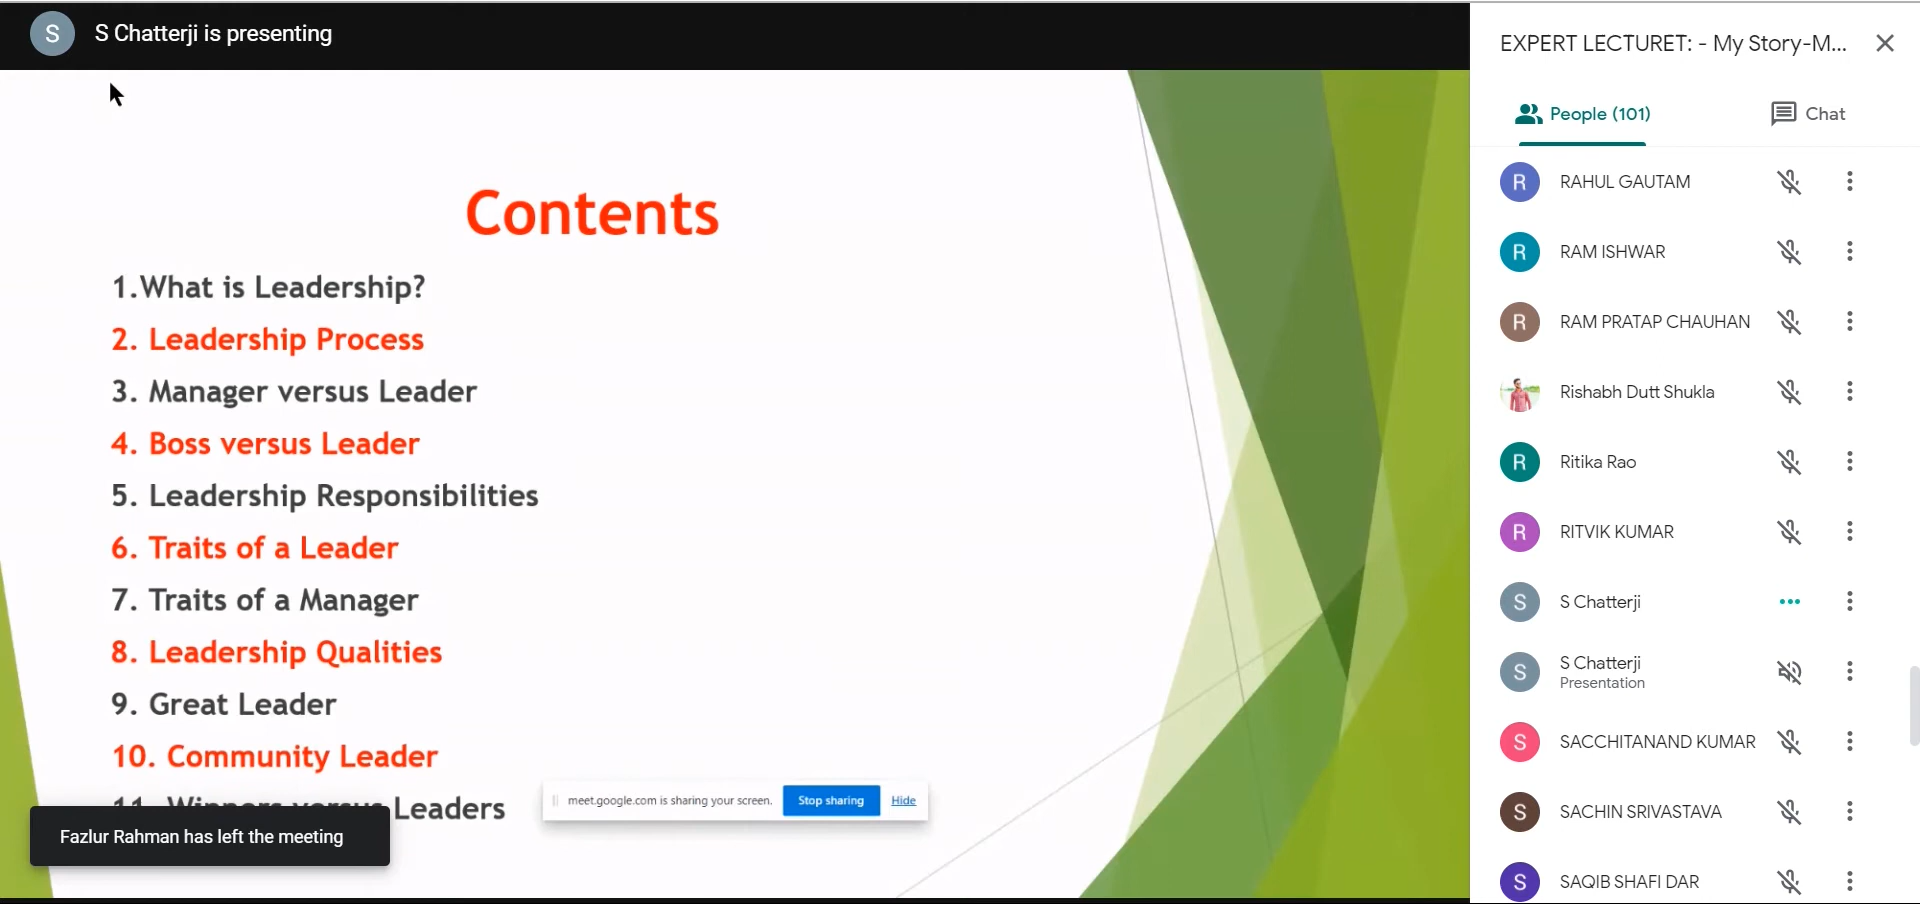 S
S Chatterji is presenting
Contents
1.What is Leadership?
2. Leadership Process
3. Manager versus Leader
4. Boss versus Leader
5. Leadership Responsibilities
6. Traits of a Leader
7. Traits of a Manager
8. Leadership Qualities
9. Great Leader
10. Community Leader
11. Winners versus Leaders
meet.google.com is sharing your screen.
Stop sharing
Hide
Fazlur Rahman has left the meeting
EXPERT LECTURET: - My Story-M...
People (101)
Chat
R RAHUL GAUTAM
R RAM ISHWAR
R RAM PRATAP CHAUHAN
Rishabh Dutt Shukla
R Ritika Rao
R RITVIK KUMAR
S S Chatterji
S S Chatterji
Presentation
S SACCHITANAND KUMAR
S SACHIN SRIVASTAVA
S SAQIB SHAFI DAR